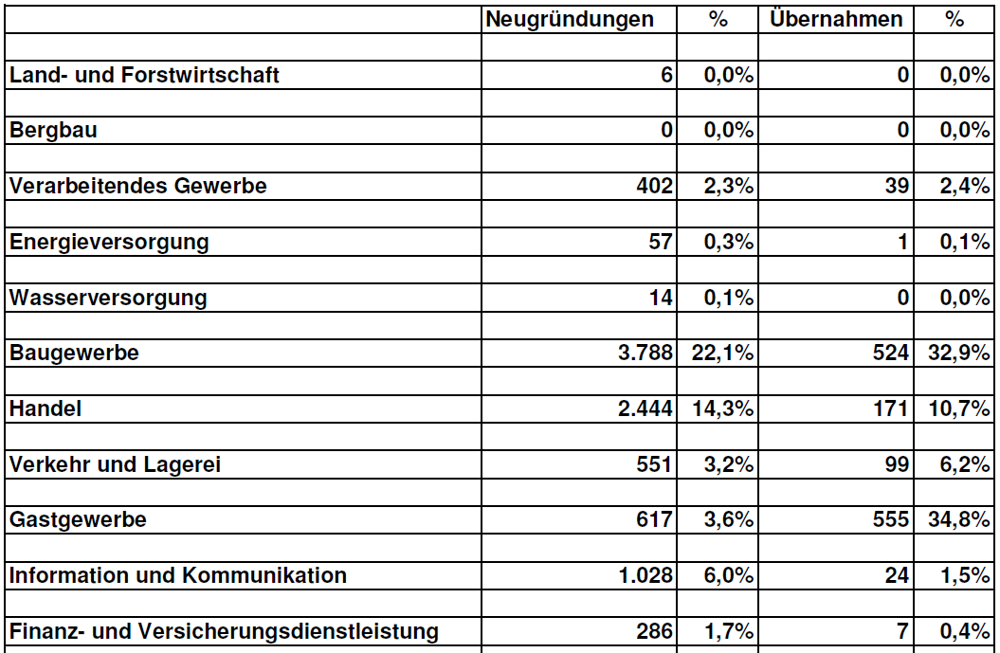 Neugründungen % Übernahmen %
Land- und Forstwirtschaft 6 0,0% 0 0,0%
Bergbau 0 0,0% 0 0,0%
Verarbeitendes Gewerbe 402 2,3% 39 2,4%
Energieversorgung 57 0,3% 1 0,1%
Wasserversorgung 14 0,1% 0 0,0%
Baugewerbe 3.788 22,1% 524 32,9%
Handel 2.444 14,3% 171 10,7%
Verkehr und Lagerei 551 3,2% 99 6,2%
Gastgewerbe 617 3,6% 555 34,8%
Information und Kommunikation 1.028 6,0% 24 1,5%
Finanz- und Versicherungsdienstleistung 286 1,7% 7 0,4%